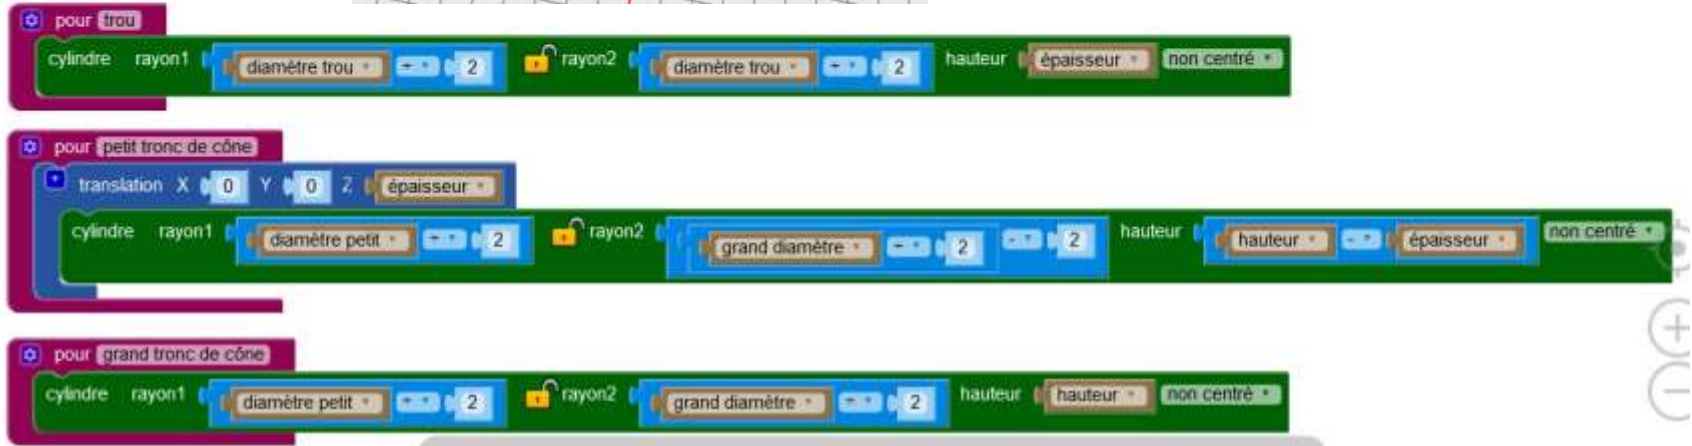 pour trou
cylindre rayon1 diamètre trou ÷ 2 rayon2 diamètre trou ÷ 2 hauteur épaisseur non centré
pour petit tronc de cône
translation X 0 Y 0 Z épaisseur
cylindre rayon1 diamètre petit ÷ 2 rayon2 grand diamètre ÷ 2 - 2 hauteur hauteur - épaisseur non centré
pour grand tronc de cône
cylindre rayon1 diamètre petit ÷ 2 rayon2 grand diamètre ÷ 2 hauteur hauteur non centré